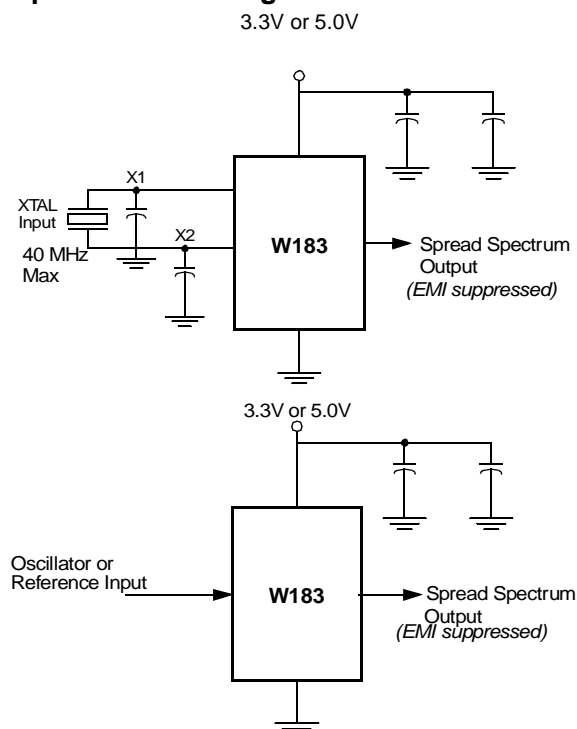 3.3V or 5.0V
X1
XTAL
Input
X2
40 MHz
Max
W183
Spread Spectrum
Output
(EMI suppressed)
3.3V or 5.0V
Oscillator or
Reference Input
W183
Spread Spectrum
Output
(EMI suppressed)